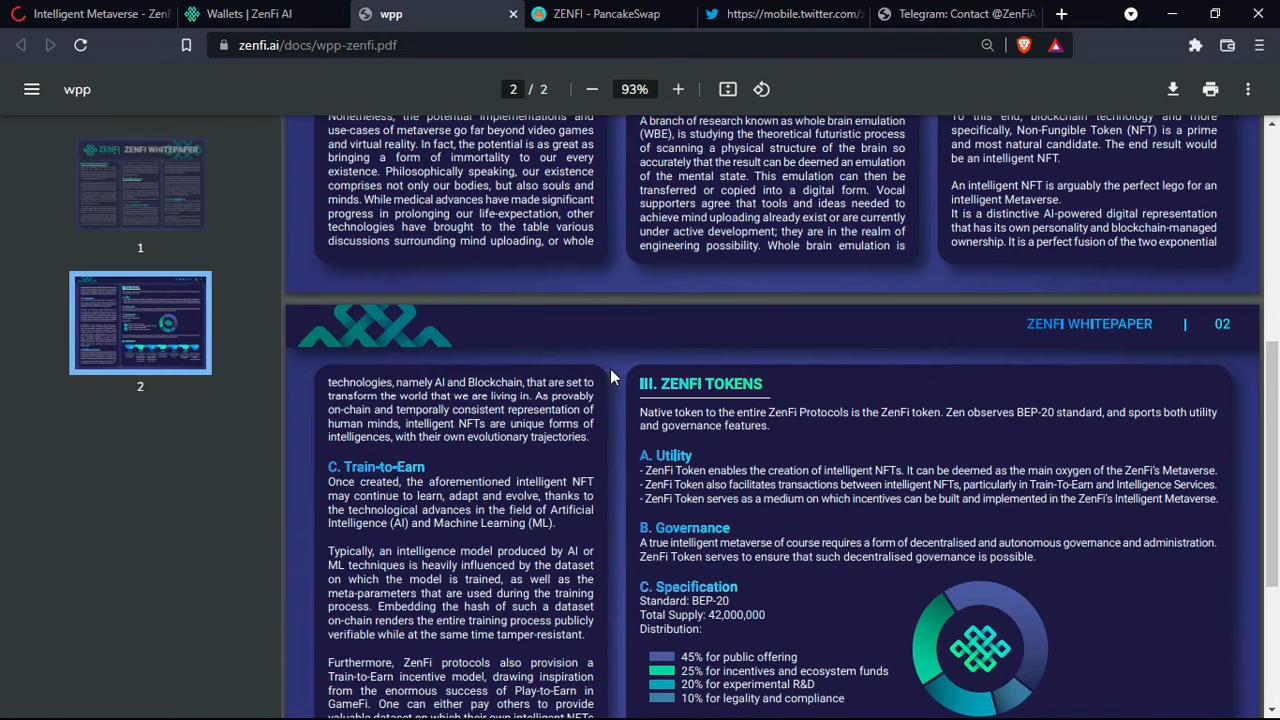 Intelligent Metaverse - ZenF
Wallets | ZenFi AI
wpp
ZENFI - PancakeSwap
https://mobile.twitter.com/z
Telegram: Contact @ZenFiA
zenfi.ai/docs/wpp-zenfi.pdf
wpp
2 / 2
93%
ZENFI ZENFI WHITEPAPER
1
2
Nonetheless, the potential implementations and
use-cases of metaverse go far beyond video games
and virtual reality. In fact, the potential is as great as
bringing a form of immortality to our every
existence. Philosophically speaking, our existence
comprises not only our bodies, but also souls and
minds. While medical advances have made significant
progress in prolonging our life-expectation, other
technologies have brought to the table various
discussions surrounding mind uploading, or whole
A branch of research known as whole brain emulation
(WBE), is studying the theoretical futuristic process
of scanning a physical structure of the brain so
accurately that the result can be deemed an emulation
of the mental state. This emulation can then be
transferred or copied into a digital form. Vocal
supporters agree that tools and ideas needed to
achieve mind uploading already exist or are currently
under active development; they are in the realm of
engineering possibility. Whole brain emulation is
To this end, blockchain technology and more
specifically, Non-Fungible Token (NFT) is a prime
and most natural candidate. The end result would
be an intelligent NFT.
An intelligent NFT is arguably the perfect lego for an
intelligent Metaverse.
It is a distinctive AI-powered digital representation
that has its own personality and blockchain-managed
ownership. It is a perfect fusion of the two exponential
ZENFI WHITEPAPER | 02
technologies, namely AI and Blockchain, that are set to
transform the world that we are living in. As provably
on-chain and temporally consistent representation of
human minds, intelligent NFTs are unique forms of
intelligences, with their own evolutionary trajectories.
C. Train-to-Earn
Once created, the aforementioned intelligent NFT
may continue to learn, adapt and evolve, thanks to
the technological advances in the field of Artificial
Intelligence (AI) and Machine Learning (ML).
Typically, an intelligence model produced by AI or
ML techniques is heavily influenced by the dataset
on which the model is trained, as well as the
meta-parameters that are used during the training
process. Embedding the hash of such a dataset
on-chain renders the entire training process publicly
verifiable while at the same time tamper-resistant.
Furthermore, ZenFi protocols also provision a
Train-to-Earn incentive model, drawing inspiration
from the enormous success of Play-to-Earn in
GameFi. One can either pay others to provide
valuable dataset on which their own intelligent NFTs
III. ZENFI TOKENS
Native token to the entire ZenFi Protocols is the ZenFi token. Zen observes BEP-20 standard, and sports both utility
and governance features.
A. Utility
- ZenFi Token enables the creation of intelligent NFTs. It can be deemed as the main oxygen of the ZenFi's Metaverse.
- ZenFi Token also facilitates transactions between intelligent NFTs, particularly in Train-To-Earn and Intelligence Services.
- ZenFi Token serves as a medium on which incentives can be built and implemented in the ZenFi's Intelligent Metaverse.
B. Governance
A true intelligent metaverse of course requires a form of decentralised and autonomous governance and administration.
ZenFi Token serves to ensure that such decentralised governance is possible.
C. Specification
Standard: BEP-20
Total Supply: 42,000,000
Distribution:
45% for public offering
25% for incentives and ecosystem funds
20% for experimental R&D
10% for legality and compliance